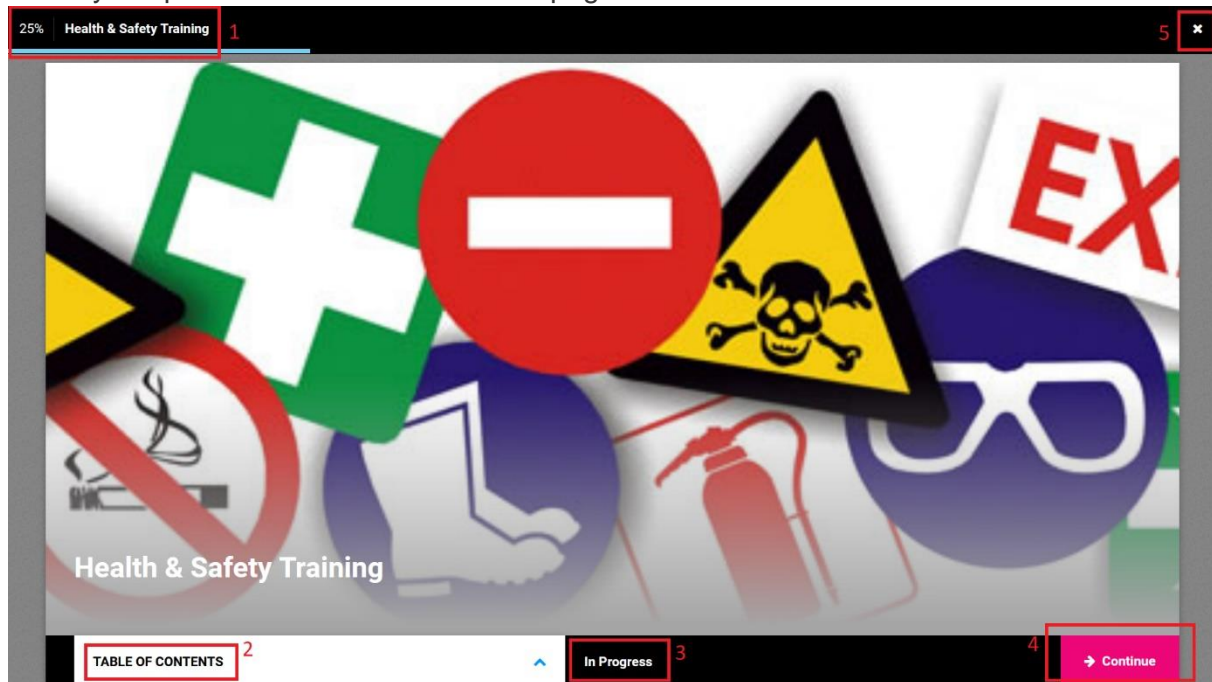 25% Health & Safety Training 1
5
EX
Health & Safety Training
TABLE OF CONTENTS 2
In Progress 3
4 Continue